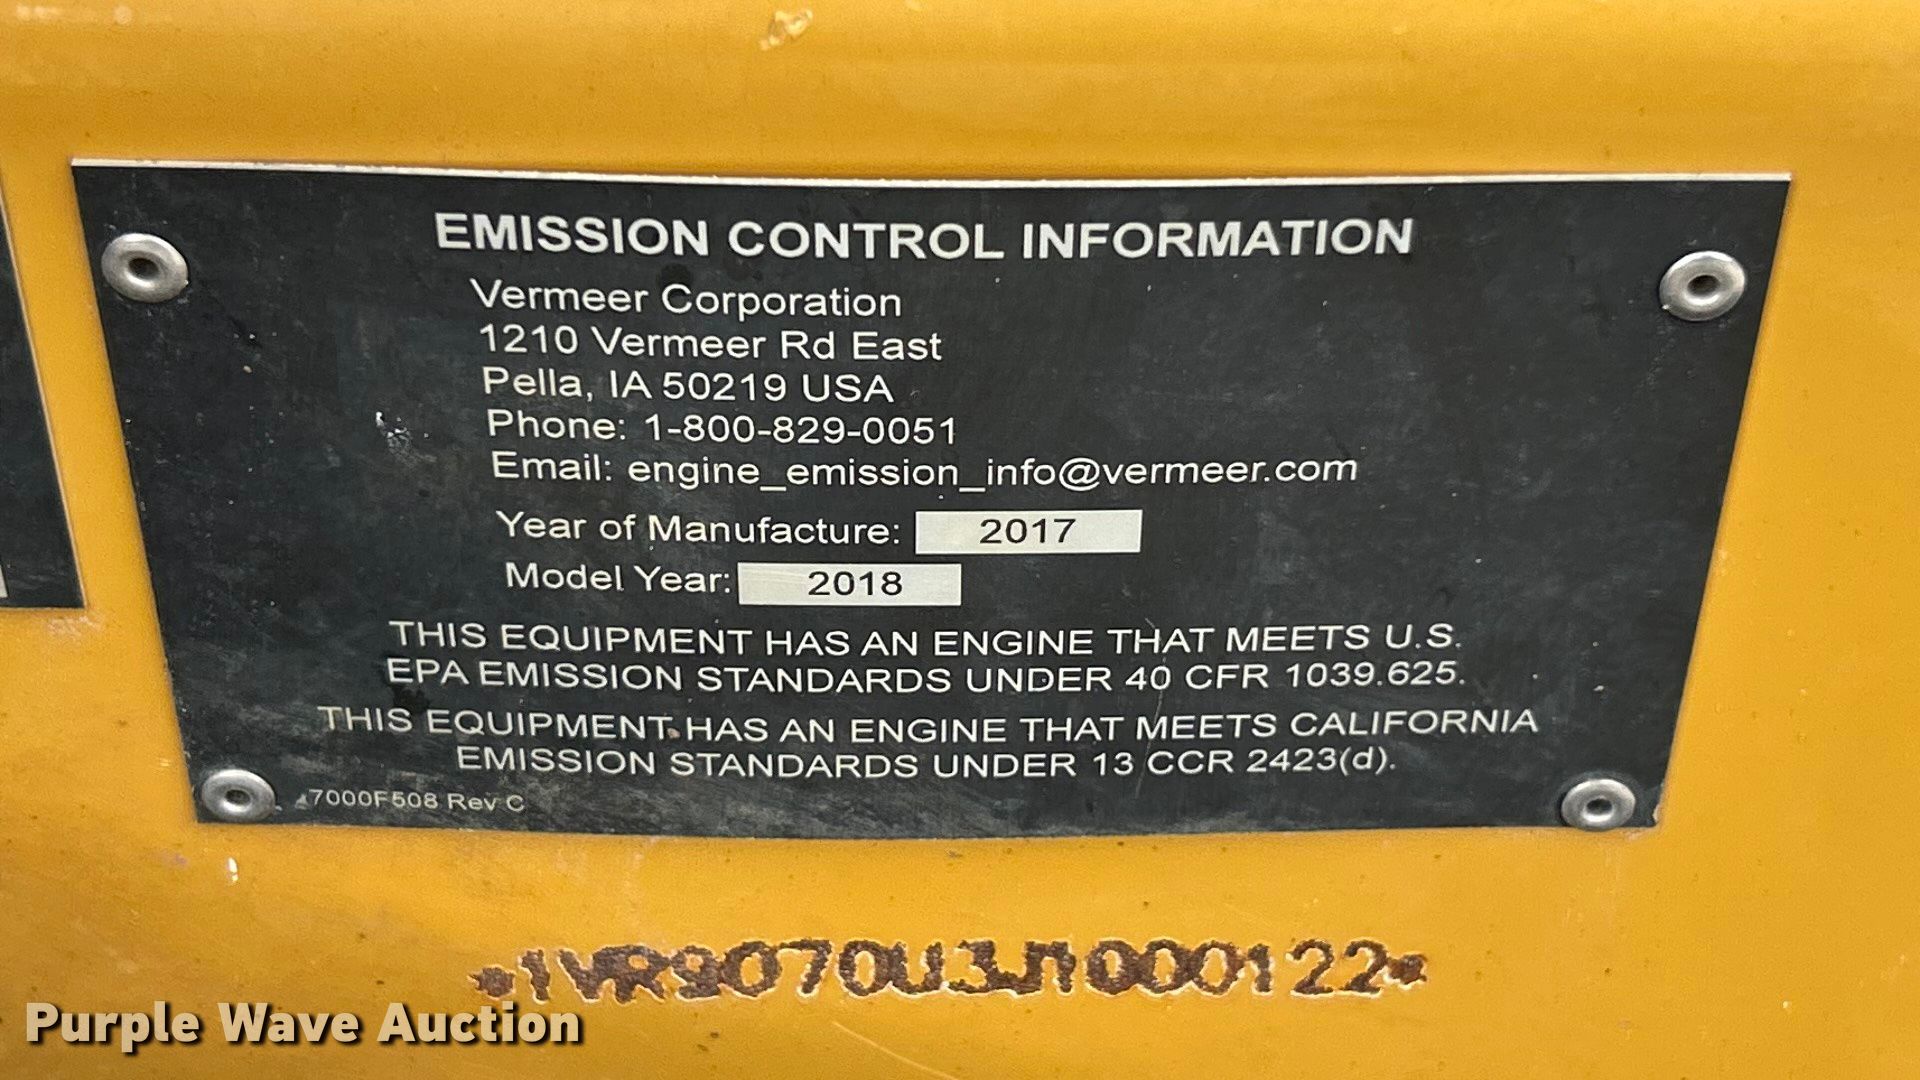 EMISSION CONTROL INFORMATION
Vermeer Corporation
1210 Vermeer Rd East
Pella, IA 50219 USA
Phone: 1-800-829-0051
Email: engine_emission_info@vermeer.com
Year of Manufacture: 2017
Model Year: 2018
THIS EQUIPMENT HAS AN ENGINE THAT MEETS U.S.
EPA EMISSION STANDARDS UNDER 40 CFR 1039.625.
THIS EQUIPMENT HAS AN ENGINE THAT MEETS CALIFORNIA
EMISSION STANDARDS UNDER 13 CCR 2423(d).
7000F508 Rev C
*1VR9070U3J1000122*
Purple Wave Auction